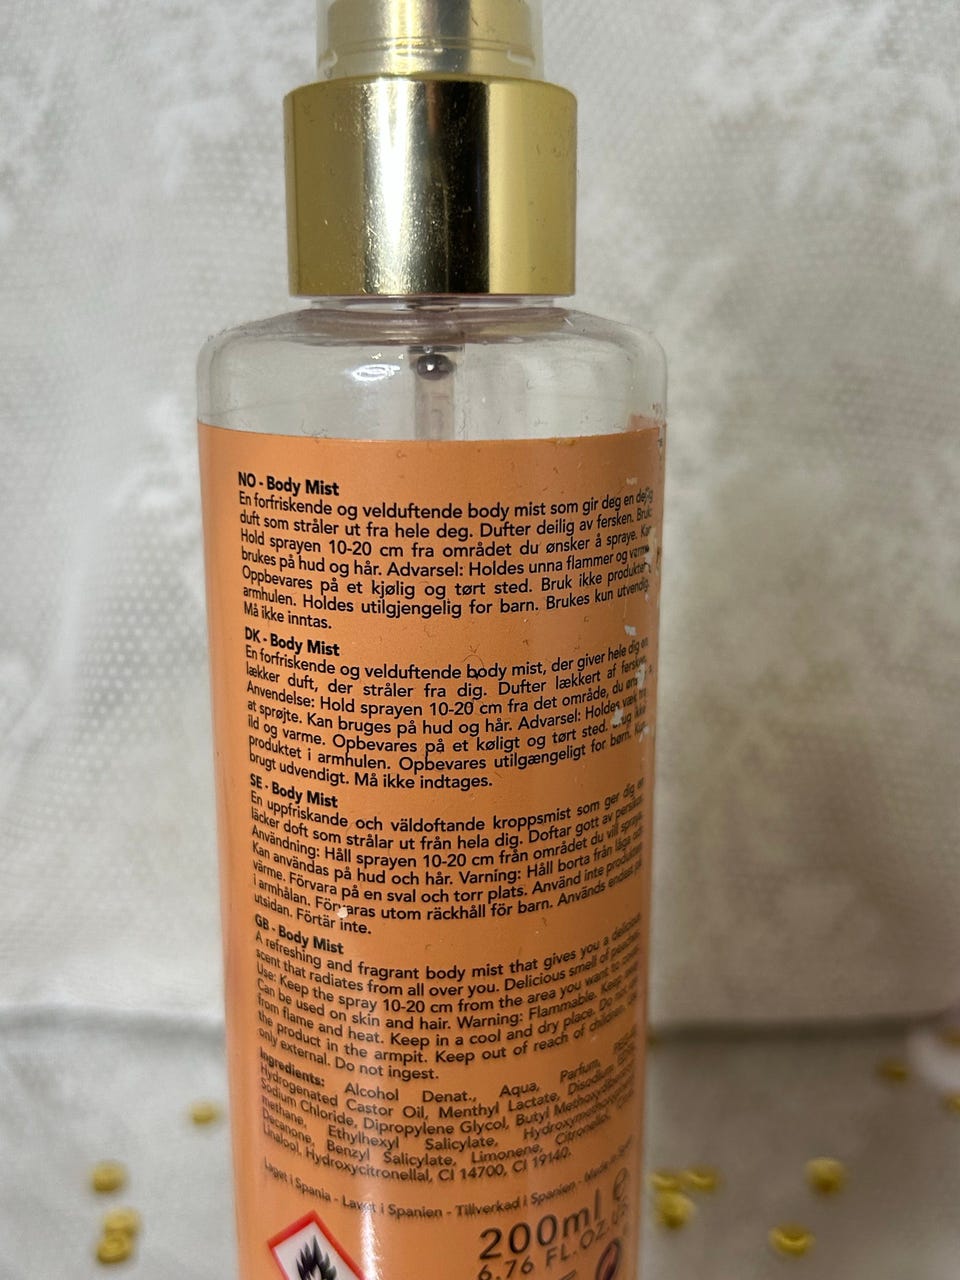 NO - Body Mist
En forfriskende og velduftende body mist som gir deg en deilig
duft som stråler ut fra hele deg. Dufter deilig av fersken. Bruk:
Hold sprayen 10-20 cm fra området du ønsker å spraye. Kan
brukes på hud og hår. Advarsel: Holdes unna flammer og varme.
Oppbevares på et kjølig og tørt sted. Bruk ikke produktet i
armhulen. Holdes utilgjengelig for barn. Brukes kun utvendig.
Må ikke inntas.
DK - Body Mist
En forfriskende og velduftende body mist, der giver hele dig en
lækker duft, der stråler fra dig. Dufter lækkert af fersken.
Anvendelse: Hold sprayen 10-20 cm fra det område, du ønsker
at sprøjte. Kan bruges på hud og hår. Advarsel: Holdes væk fra
ild og varme. Opbevares på et køligt og tørt sted. Brug ikke
produktet i armhulen. Opbevares utilgængeligt for børn. Kun
brugt udvendigt. Må ikke indtages.
SE - Body Mist
En uppfriskande och väldoftande kroppsmist som ger dig en
läcker doft som strålar ut från hela dig. Doftar gott av persikor.
Användning: Håll sprayen 10-20 cm från området du vill spraya.
Kan användas på hud och hår. Varning: Håll borta från låga och
värme. Förvara på en sval och torr plats. Använd inte produkten
i armhålan. Förvaras utom räckhåll för barn. Används endast på
utsidan. Förtär inte.
GB - Body Mist
A refreshing and fragrant body mist that gives you a delicious
scent that radiates from all over you. Delicious smell of peaches.
Use: Keep the spray 10-20 cm from the area you want to
Can be used on skin and hair. Warning: Flammable. Keep away
from flame and heat. Keep in a cool and dry place. Do not use
the product in the armpit. Keep out of reach of children. Use
only external. Do not ingest.
Ingredients: Alcohol Denat., Aqua, Parfum,
Hydrogenated Castor Oil, Menthyl Lactate, Disodium EDTA,
Sodium Chloride, Dipropylene Glycol, Butyl Methoxydibenzoyl
methane, Ethylhexyl Salicylate,
Decanone, Benzyl Salicylate, Limonene, Citronellol,
Linalool, Hydroxycitronellal, CI 14700, CI 19140.
Laget i Spania - Lavet i Spanien - Tillverkad i Spanien - Made in Spain
200ml e
6.76 FL.OZ.U.S.